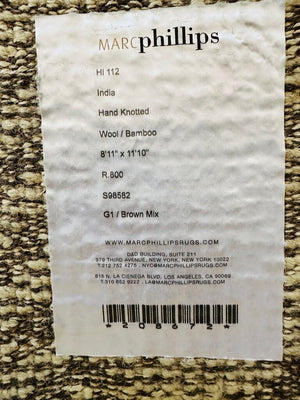 MARCphillips
HI 112
India
Hand Knotted
Wool / Bamboo
8'11" x 11'10"
R.800
S98582
G1 / Brown Mix
WWW.MARCPHILLIPSRUGS.COM
D&D BUILDING, SUITE 211
979 THIRD AVENUE, NEW YORK, NEW YORK 10022
T.212 752 4275 . NYC@MARCPHILLIPSRUGS.COM
615 N. LA CIENEGA BLVD, LOS ANGELES, CA 90069
T.310 652 9222 . LA@MARCPHILLIPSRUGS.COM
*208672*